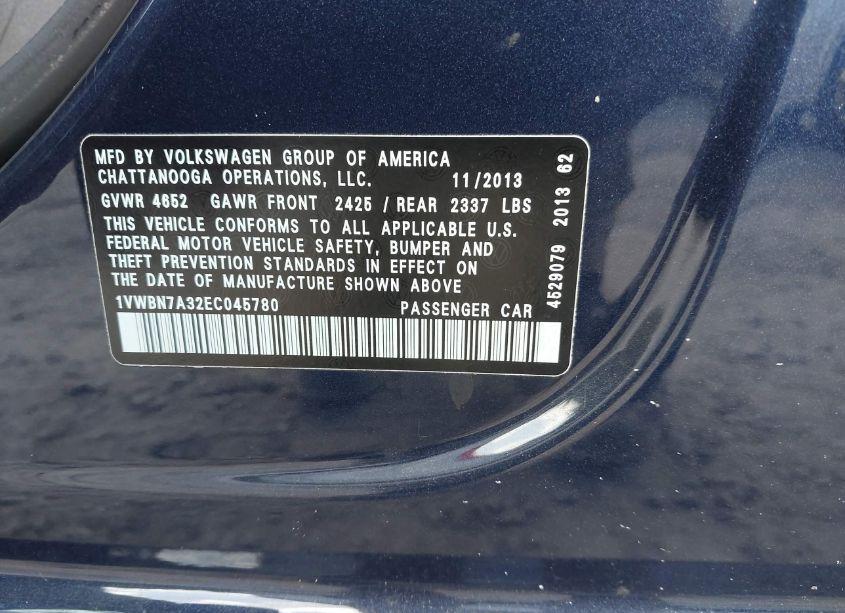 MFD BY VOLKSWAGEN GROUP OF AMERICA
CHATTANOOGA OPERATIONS, LLC. 11/2013
GVWR 4652 GAWR FRONT 2425 / REAR 2337 LBS
THIS VEHICLE CONFORMS TO ALL APPLICABLE U.S.
FEDERAL MOTOR VEHICLE SAFETY, BUMPER AND
THEFT PREVENTION STANDARDS IN EFFECT ON
THE DATE OF MANUFACTURE SHOWN ABOVE
1VWBN7A32EC045780 PASSENGER CAR
4529079 2013 62